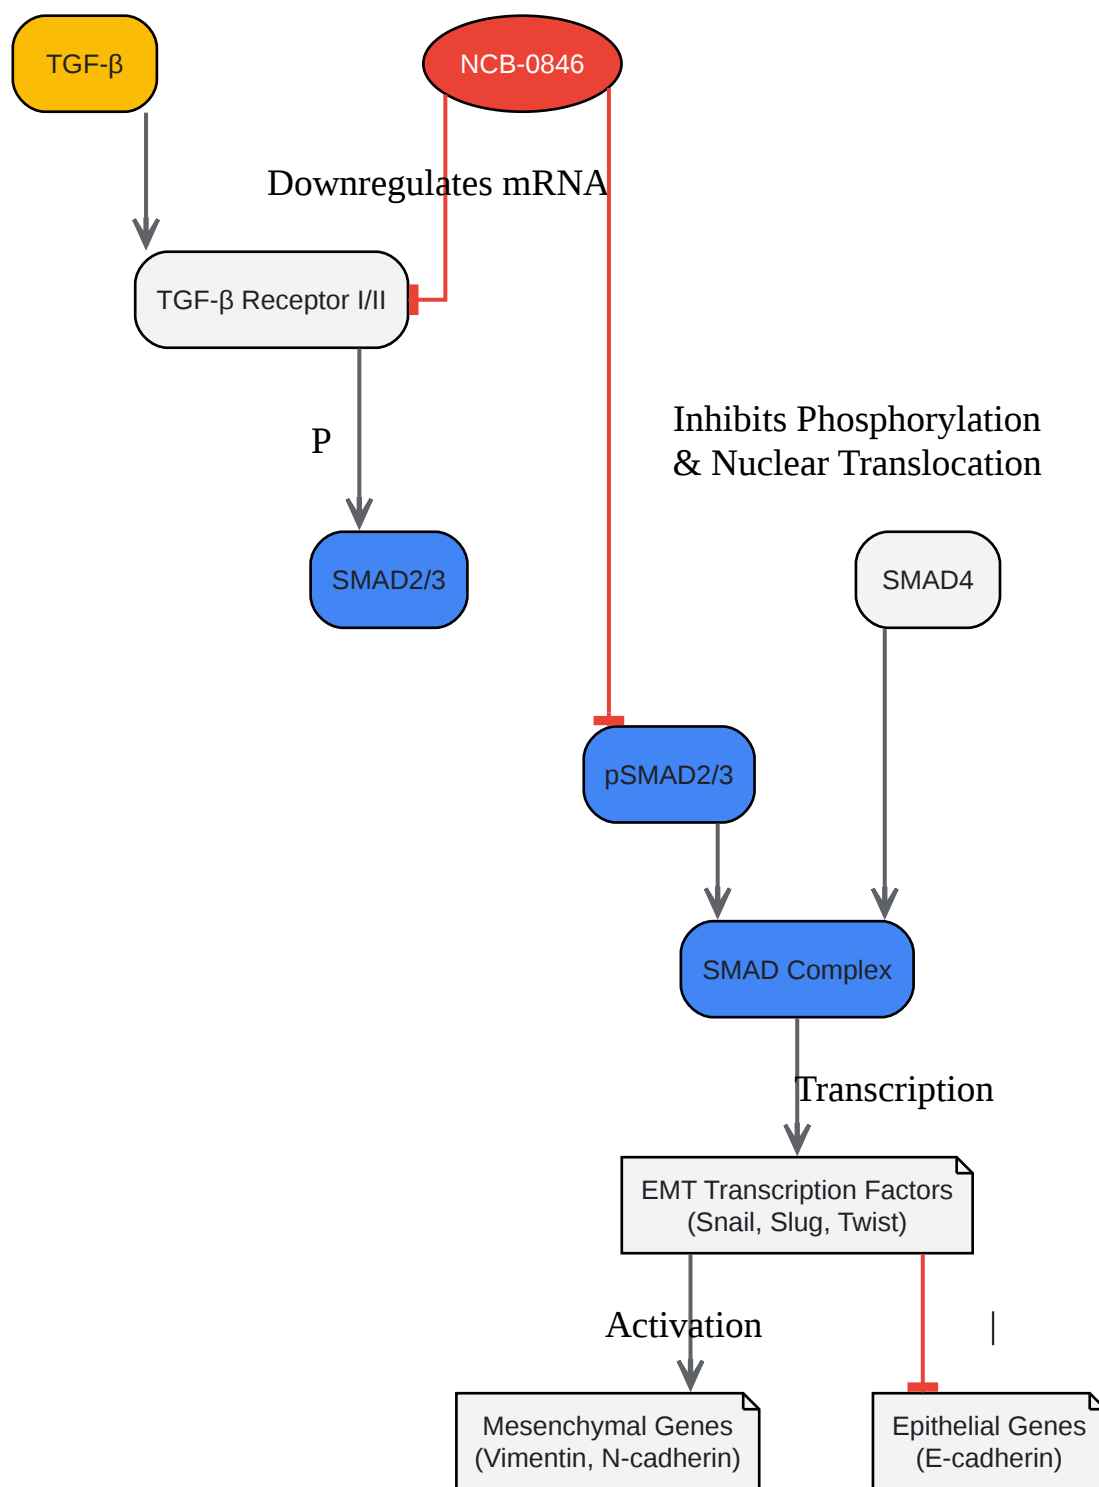 TGF-β
NCB-0846
Downregulates mRNA
TGF-β Receptor I/II
Inhibits Phosphorylation
& Nuclear Translocation
P
SMAD2/3
SMAD4
pSMAD2/3
SMAD Complex
Transcription
EMT Transcription Factors
(Snail, Slug, Twist)
Activation
|
Mesenchymal Genes
(Vimentin, N-cadherin)
Epithelial Genes
(E-cadherin)